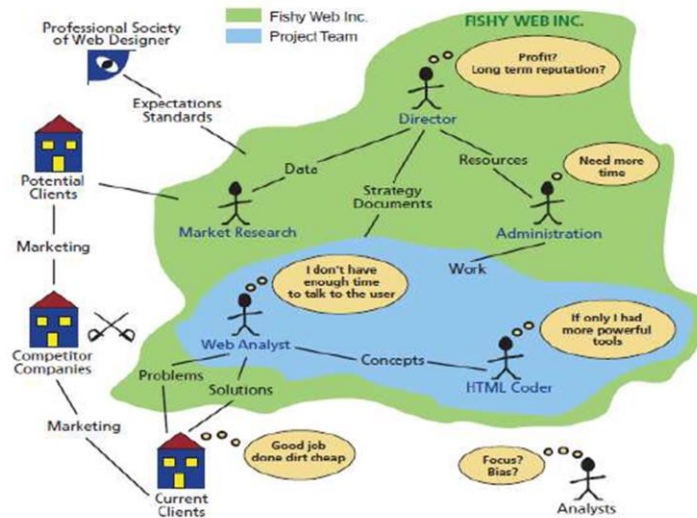 Professional
Society of Web Designer
Fishy Web Inc.
Project Team
FISHY WEB INC.
Profit?
Long term reputation?
Expectations
Standards
Director
Data
Resources
Need more
time
Potential
Clients
Strategy
Documents
Market Research
Administration
Marketing
I don't have
enough time
to talk to the user
Work
If only I had
more powerful
tools
Competitor
Companies
Web Analyst
Concepts
HTML Coder
Problems
Solutions
Marketing
Good job
done dirt cheap
Focus?
Bias?
Current
Clients
Analysts